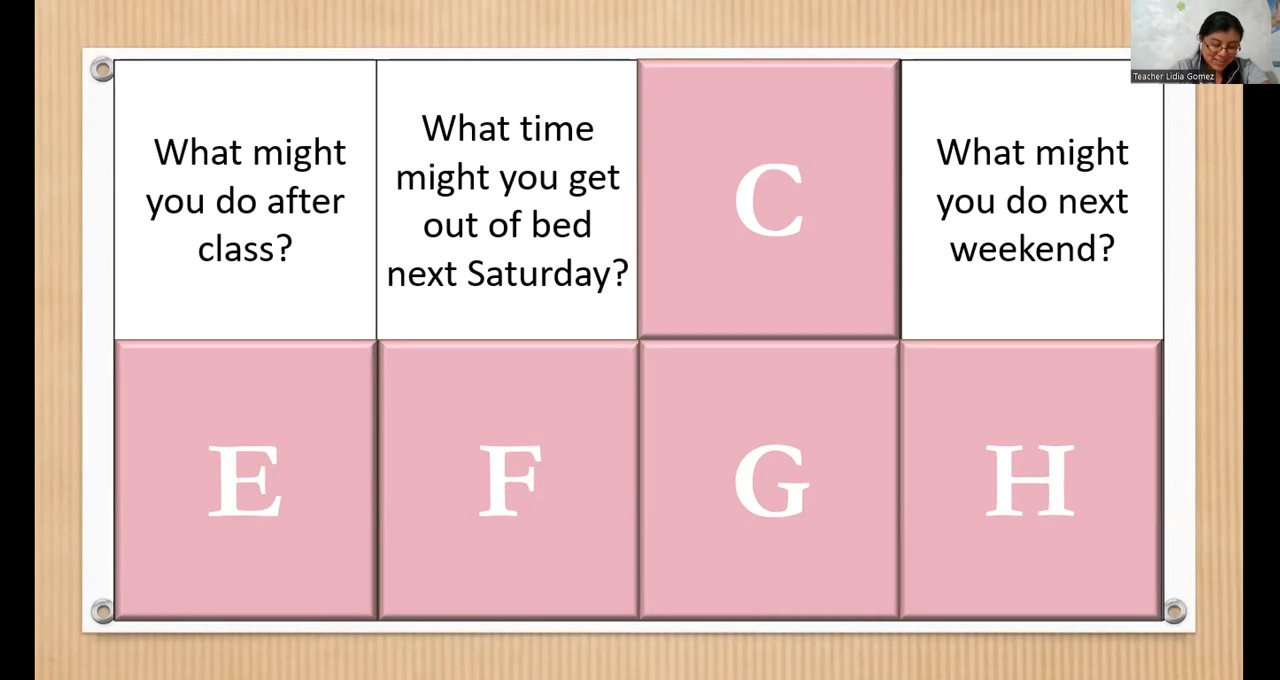 What might
you do after
class?
What time
might you get
out of bed
next Saturday?
C
What might
you do next
weekend?
E
F
G
H
Teacher Lidia Gomez